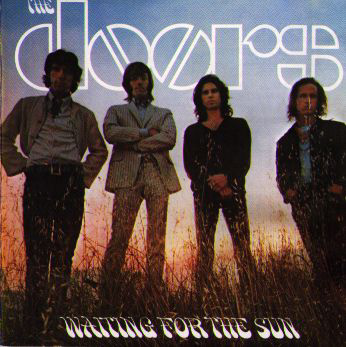 THE
doors
WAITING FOR THE SUN